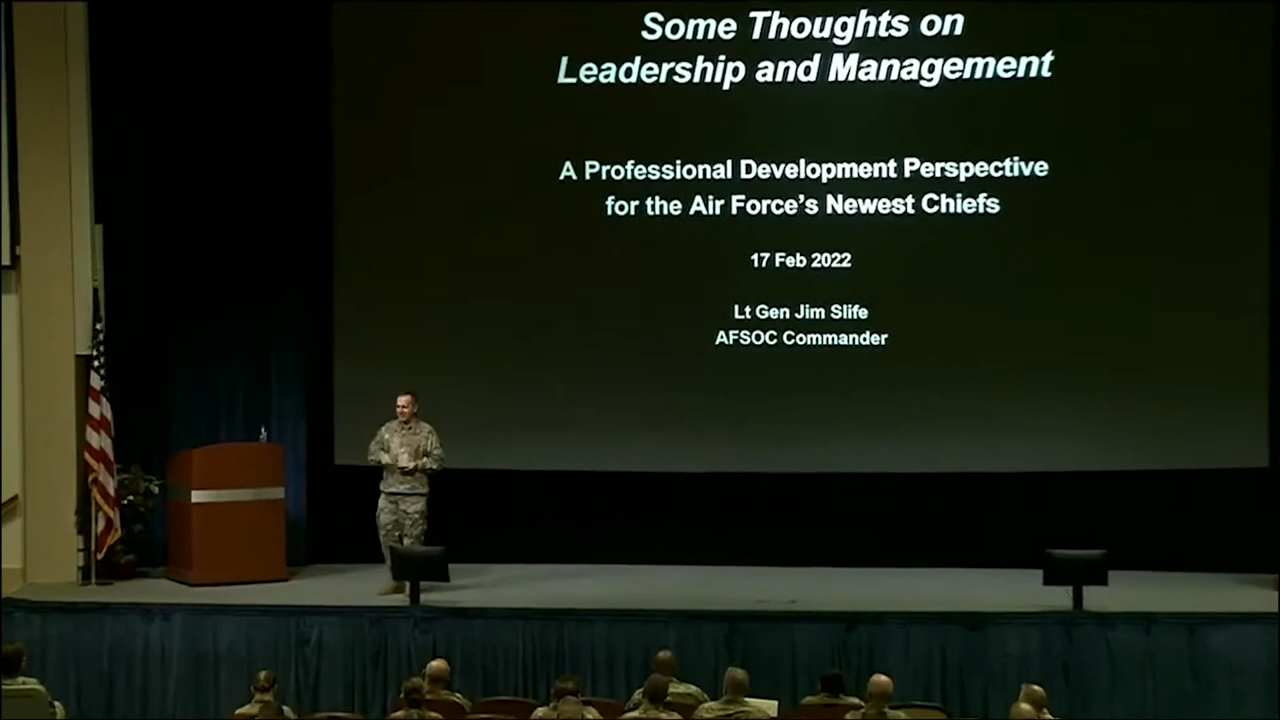 Some Thoughts on
Leadership and Management
A Professional Development Perspective
for the Air Force’s Newest Chiefs
17 Feb 2022
Lt Gen Jim Slife
AFSOC Commander